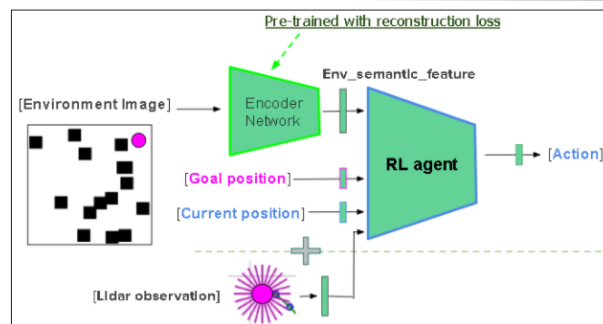 Pre-trained with reconstruction loss
Env_semantic_feature
[Environment Image]
Encoder
Network
RL agent
[Action]
[Goal position]
[Current position]
[Lidar observation]